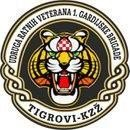 UDRUGA RATNIH VETERANA 1. GARDIJSKE BRIGADE
TIGROVI-KZŽ